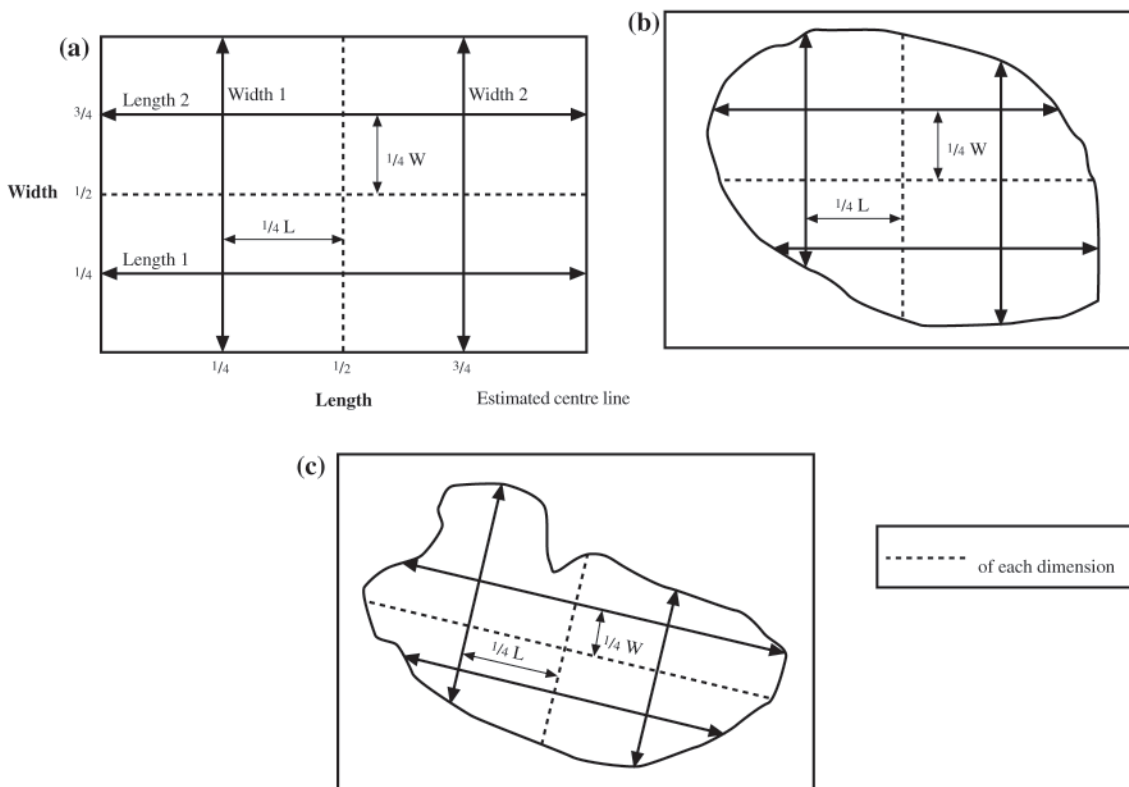 (a)
Length 2
Width 1
Width 2
3/4
1/4 W
Width
1/2
1/4 L
Length 1
1/4
1/4
1/2
3/4
Length
Estimated centre line
(b)
1/4 W
1/4 L
(c)
1/4 W
1/4 L
of each dimension